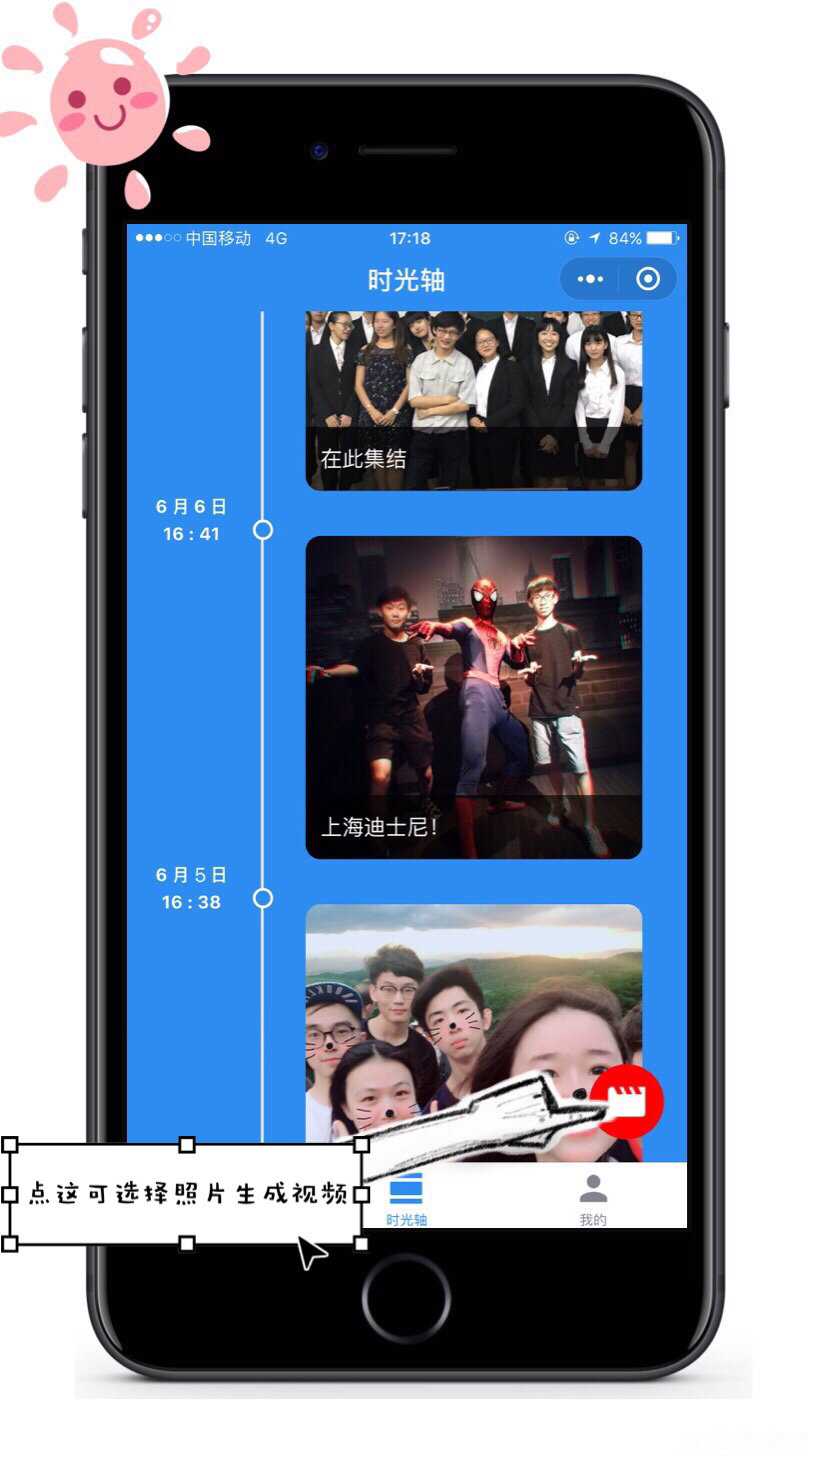 中国移动 4G 17:18 84%
时光轴
在此集结
6月6日
16:41
上海迪士尼!
6月5日
16:38
点这可选择照片生成视频
时光轴 我的